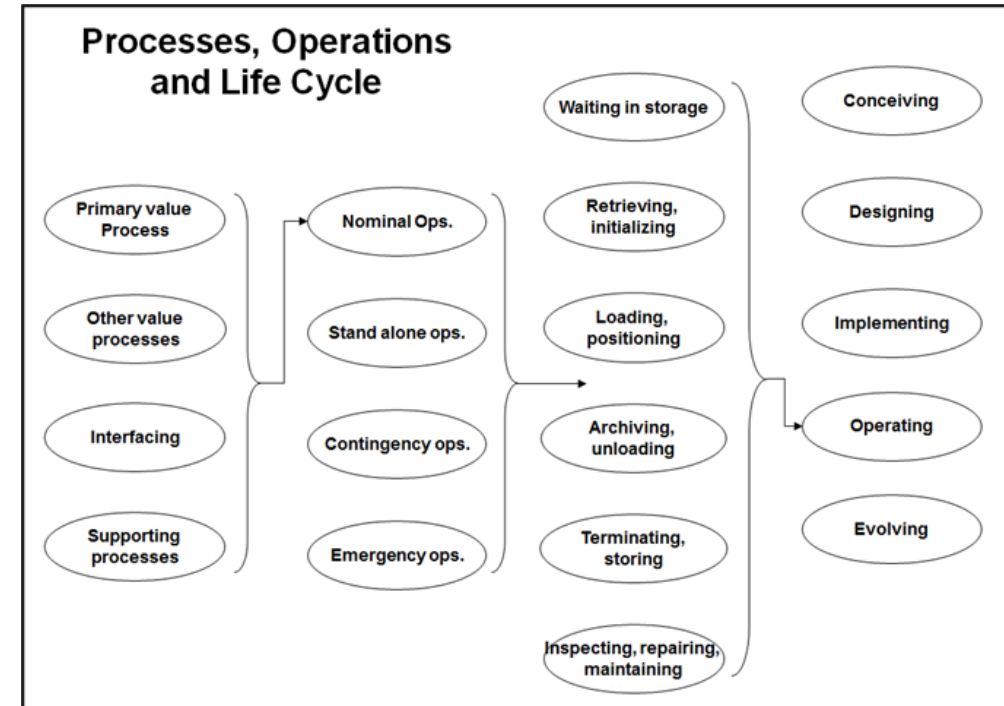 Processes, Operations
and Life Cycle
Primary value
Process
Other value
processes
Interfacing
Supporting
processes
Nominal Ops.
Stand alone ops.
Contingency ops.
Emergency ops.
Waiting in storage
Retrieving,
initializing
Loading,
positioning
Archiving,
unloading
Terminating,
storing
Inspecting, repairing,
maintaining
Conceiving
Designing
Implementing
Operating
Evolving